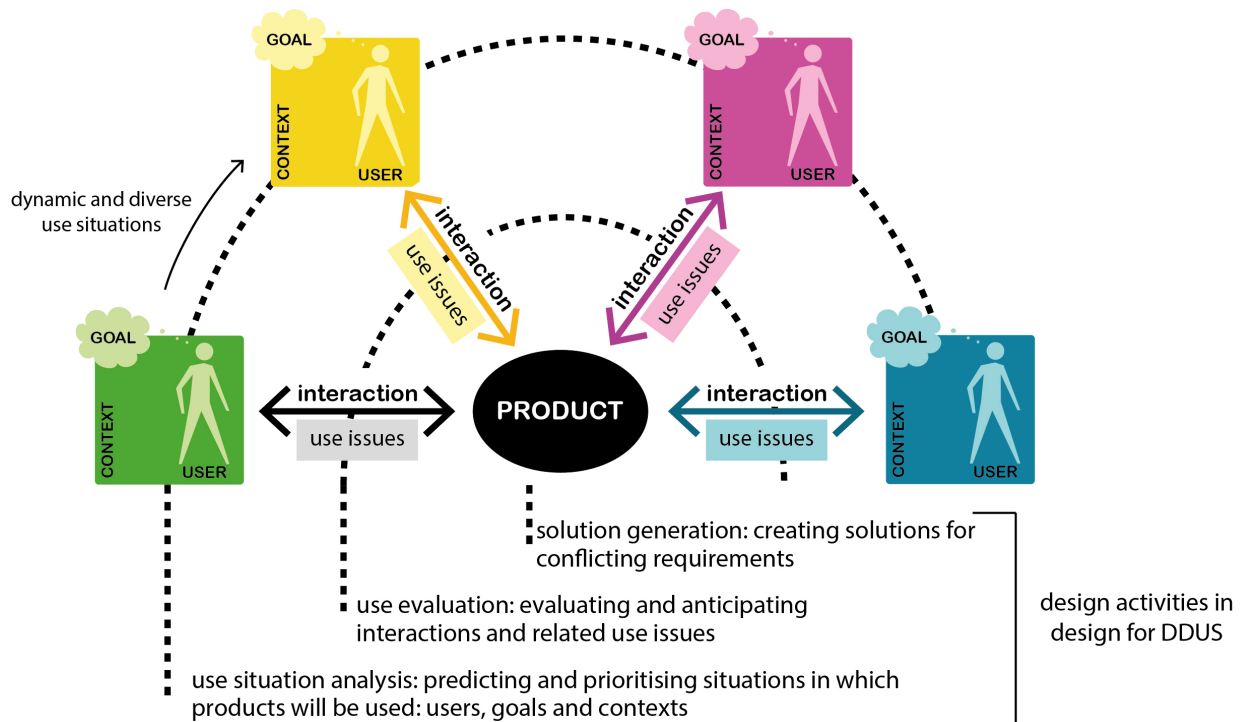 GOAL
CONTEXT
USER
GOAL
CONTEXT
USER
dynamic and diverse
use situations
interaction
use issues
interaction
use issues
GOAL
CONTEXT
USER
interaction
use issues
PRODUCT
interaction
use issues
GOAL
CONTEXT
USER
solution generation: creating solutions for
conflicting requirements
use evaluation: evaluating and anticipating
interactions and related use issues
design activities in
design for DDUS
use situation analysis: predicting and prioritising situations in which
products will be used: users, goals and contexts